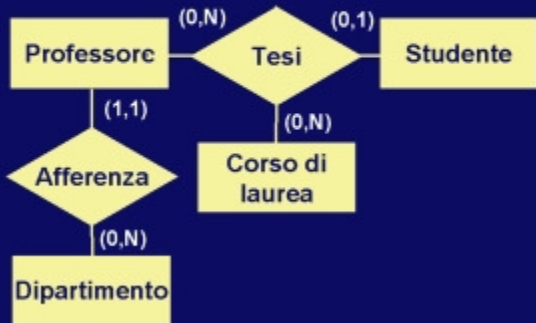 (0,N)
(0,1)
Professore
Tesi
Studente
(1,1)
(0,N)
Afferenza
Corso di
laurea
(0,N)
Dipartimento